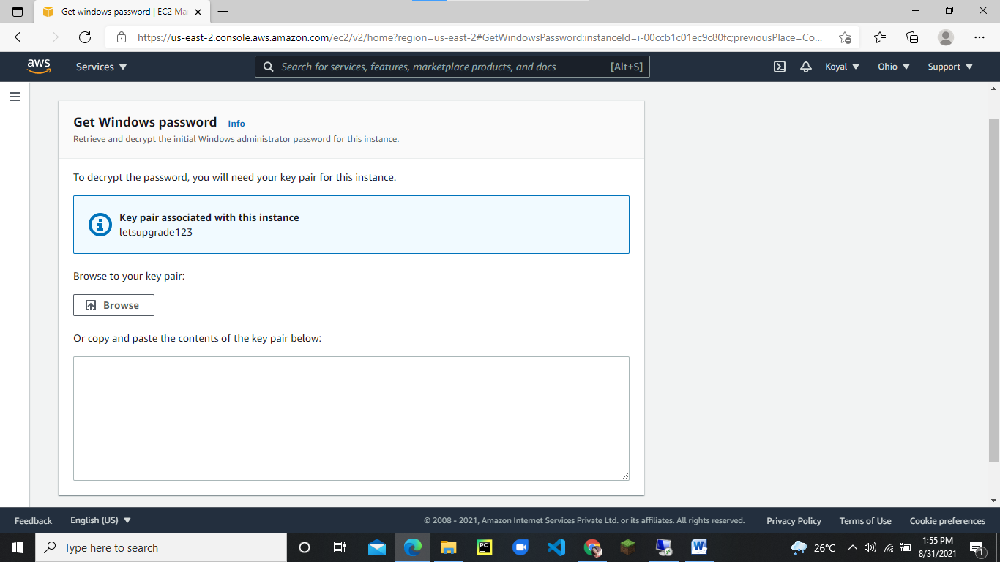 Get windows password | EC2 Ma
https://us-east-2.console.aws.amazon.com/ec2/v2/home?region=us-east-2#GetWindowsPassword:instanceId=i-00ccb1c01ec9c80fc;previousPlace=Co...
aws
Services
Search for services, features, marketplace products, and docs
[Alt+S]
Koyal
Ohio
Support
Get Windows password Info
Retrieve and decrypt the initial Windows administrator password for this instance.
To decrypt the password, you will need your key pair for this instance.
Key pair associated with this instance
letsupgrade123
Browse to your key pair:
Browse
Or copy and paste the contents of the key pair below:
Feedback
English (US)
© 2008 - 2021, Amazon Internet Services Private Ltd. or its affiliates. All rights reserved.
Privacy Policy
Terms of Use
Cookie preferences
Type here to search
PC
W
26°C
1:55 PM
8/31/2021
1